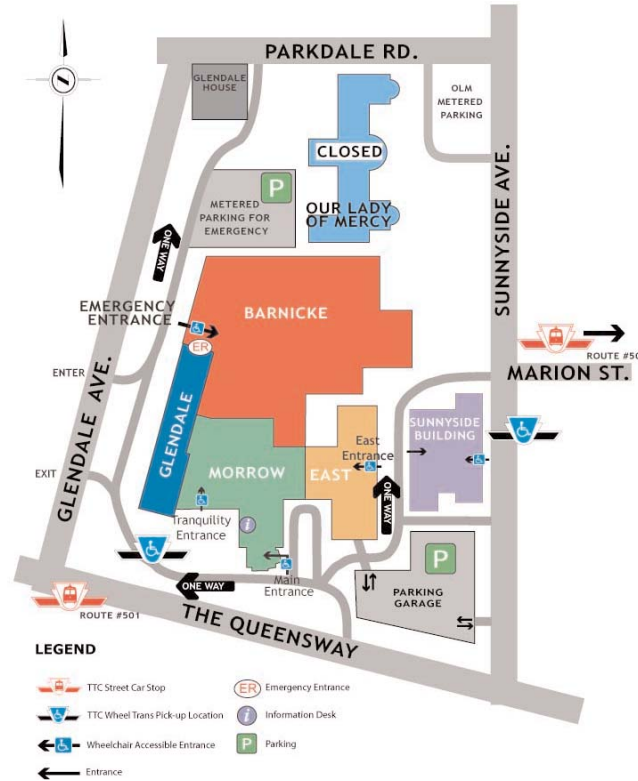 PARKDALE RD.
GLENDALE
HOUSE
OLM
METERED
PARKING
CLOSED
P
METERED
PARKING FOR
EMERGENCY
OUR LADY
OF MERCY
SUNNYSIDE AVE.
ONE WAY
EMERGENCY
ENTRANCE
BARNICKE
ER
ROUTE #50
ENTER
MARION ST.
GLENDALE AVE.
GLENDALE
SUNNYSIDE
BUILDING
East
Entrance
EXIT
MORROW
EAST
ONE WAY
Tranquility
Entrance
i
Main
Entrance
P
PARKING
GARAGE
ONE WAY
ROUTE #501
THE QUEENSWAY
LEGEND
TTC Street Car Stop
ER Emergency Entrance
TTC Wheel Trans Pick-up Location
i Information Desk
Wheelchair Accessible Entrance
P Parking
Entrance